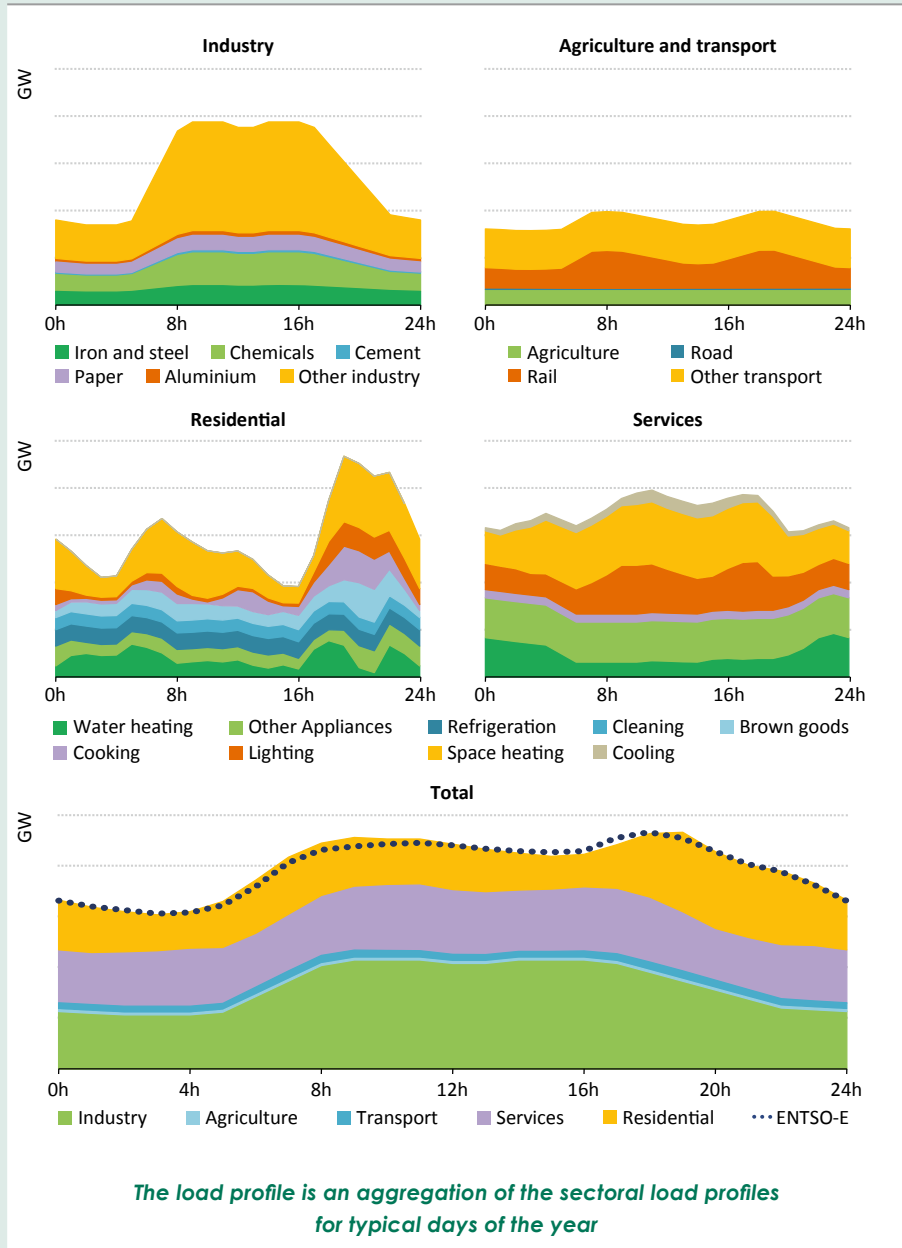 Industry
Agriculture and transport
GW
0h 8h 16h 24h
0h 8h 16h 24h
Iron and steel Chemicals Cement
Paper Aluminium Other industry
Agriculture Road
Rail Other transport
Residential
Services
GW
0h 8h 16h 24h
0h 8h 16h 24h
Water heating Other Appliances Refrigeration Cleaning Brown goods
Cooking Lighting Space heating Cooling
Total
GW
0h 4h 8h 12h 16h 20h 24h
Industry Agriculture Transport Services Residential ENTSO-E
The load profile is an aggregation of the sectoral load profiles
for typical days of the year